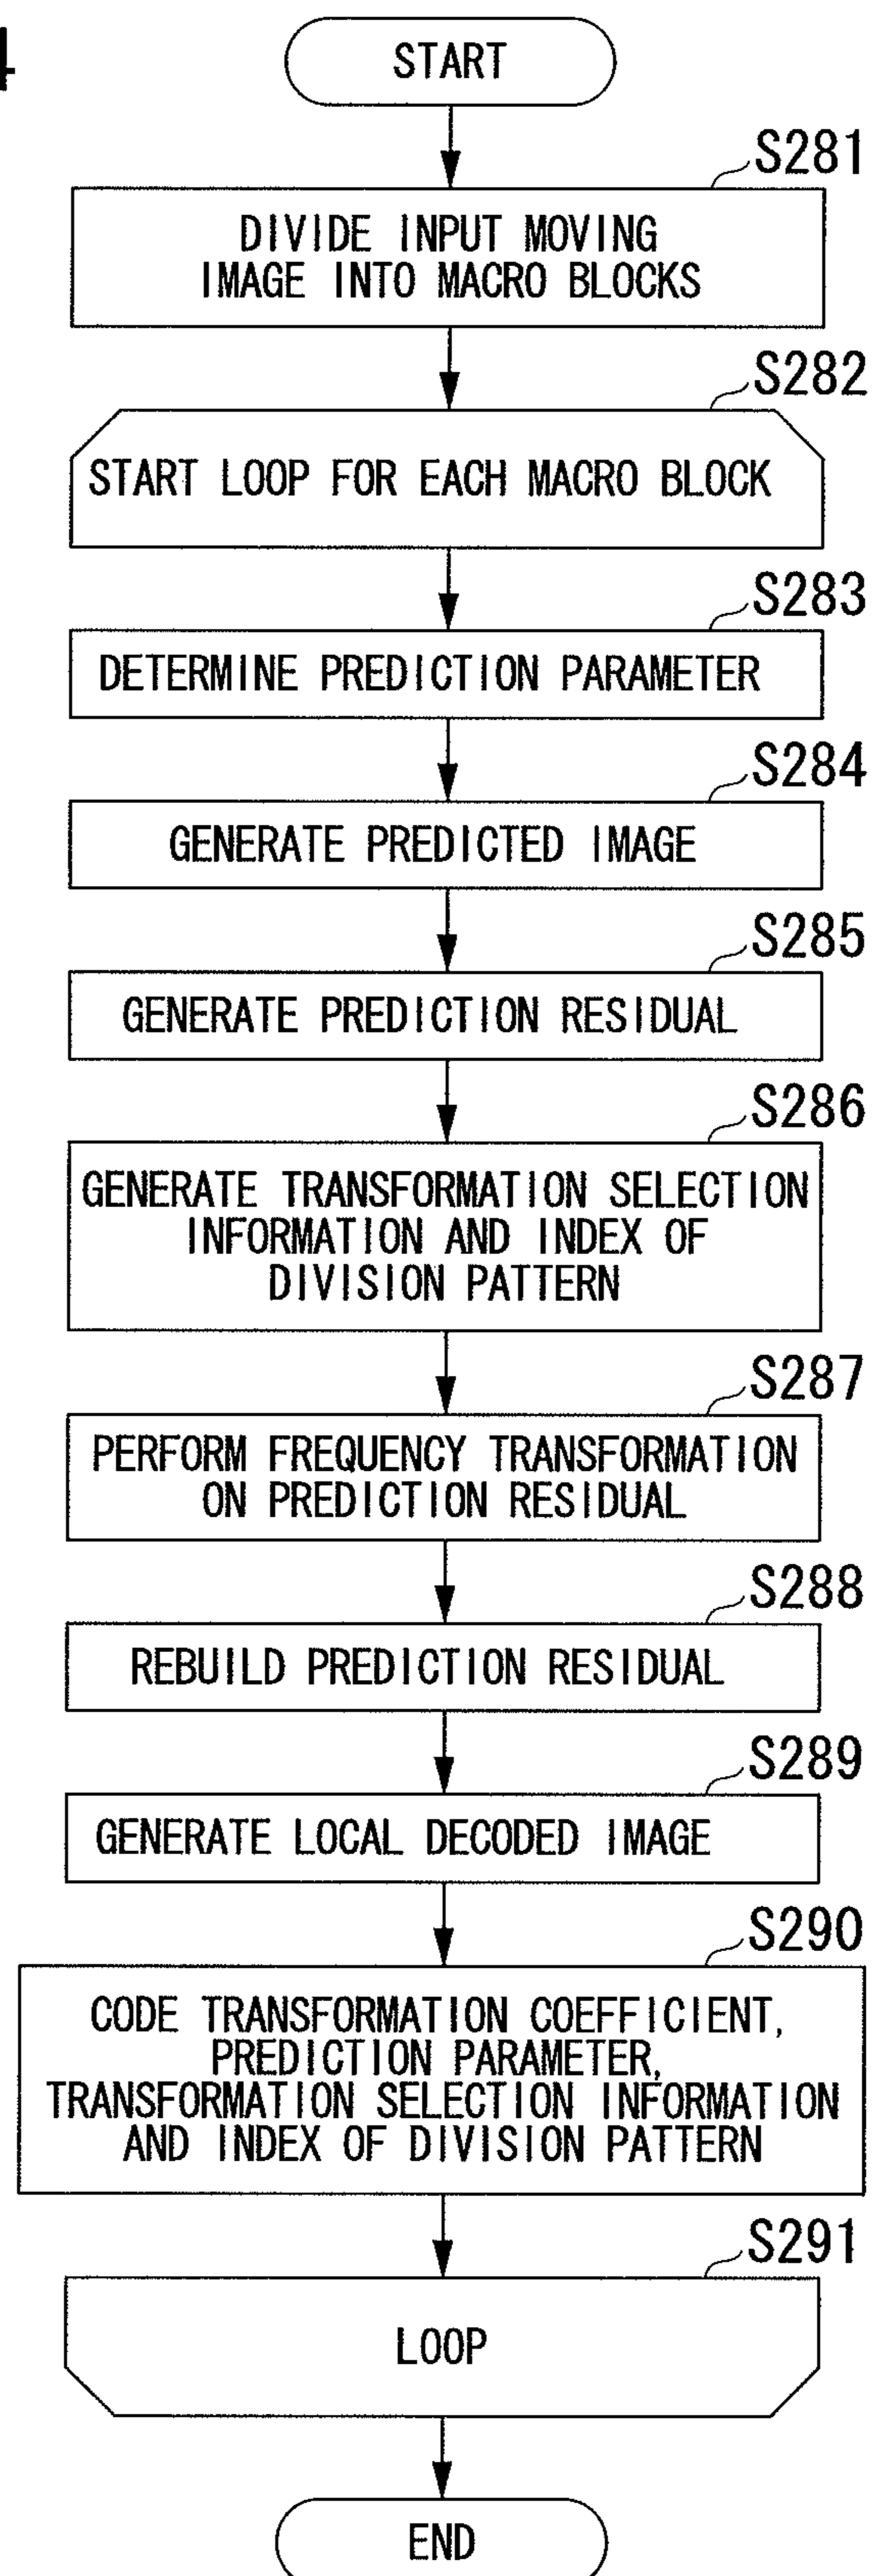 4
START
S281
DIVIDE INPUT MOVING
IMAGE INTO MACRO BLOCKS
S282
START LOOP FOR EACH MACRO BLOCK
S283
DETERMINE PREDICTION PARAMETER
S284
GENERATE PREDICTED IMAGE
S285
GENERATE PREDICTION RESIDUAL
S286
GENERATE TRANSFORMATION SELECTION
INFORMATION AND INDEX OF
DIVISION PATTERN
S287
PERFORM FREQUENCY TRANSFORMATION
ON PREDICTION RESIDUAL
S288
REBUILD PREDICTION RESIDUAL
S289
GENERATE LOCAL DECODED IMAGE
S290
CODE TRANSFORMATION COEFFICIENT,
PREDICTION PARAMETER,
TRANSFORMATION SELECTION INFORMATION
AND INDEX OF DIVISION PATTERN
S291
LOOP
END